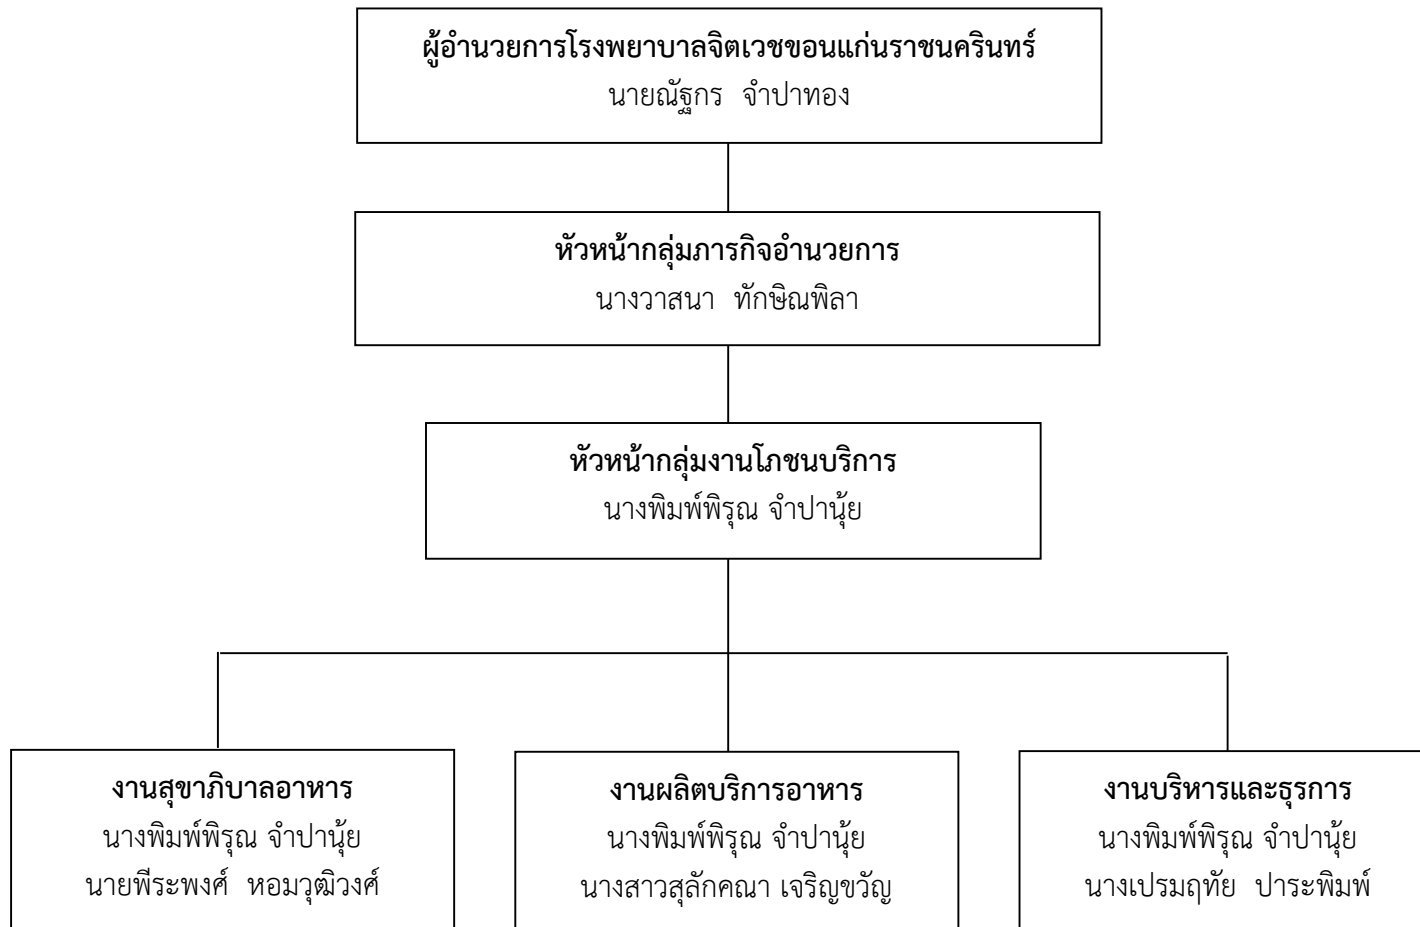 ผู้อำนวยการโรงพยาบาลจิตเวชขอนแก่นราชนครินทร์
นายณัฐกร  จำปาทอง
หัวหน้ากลุ่มภารกิจอำนวยการ
นางวาสนา  ทักษิณพิลา
หัวหน้ากลุ่มงานโภชนบริการ
นางพิมพ์พิรุณ จำปานุ้ย
งานสุขาภิบาลอาหาร
นางพิมพ์พิรุณ จำปานุ้ย
นายพีระพงศ์  หอมวุฒิวงศ์
งานผลิตบริการอาหาร
นางพิมพ์พิรุณ จำปานุ้ย
นางสาวสุลักคณา เจริญขวัญ
งานบริหารและธุรการ
นางพิมพ์พิรุณ จำปานุ้ย
นางเปรมฤทัย  ปาระพิมพ์